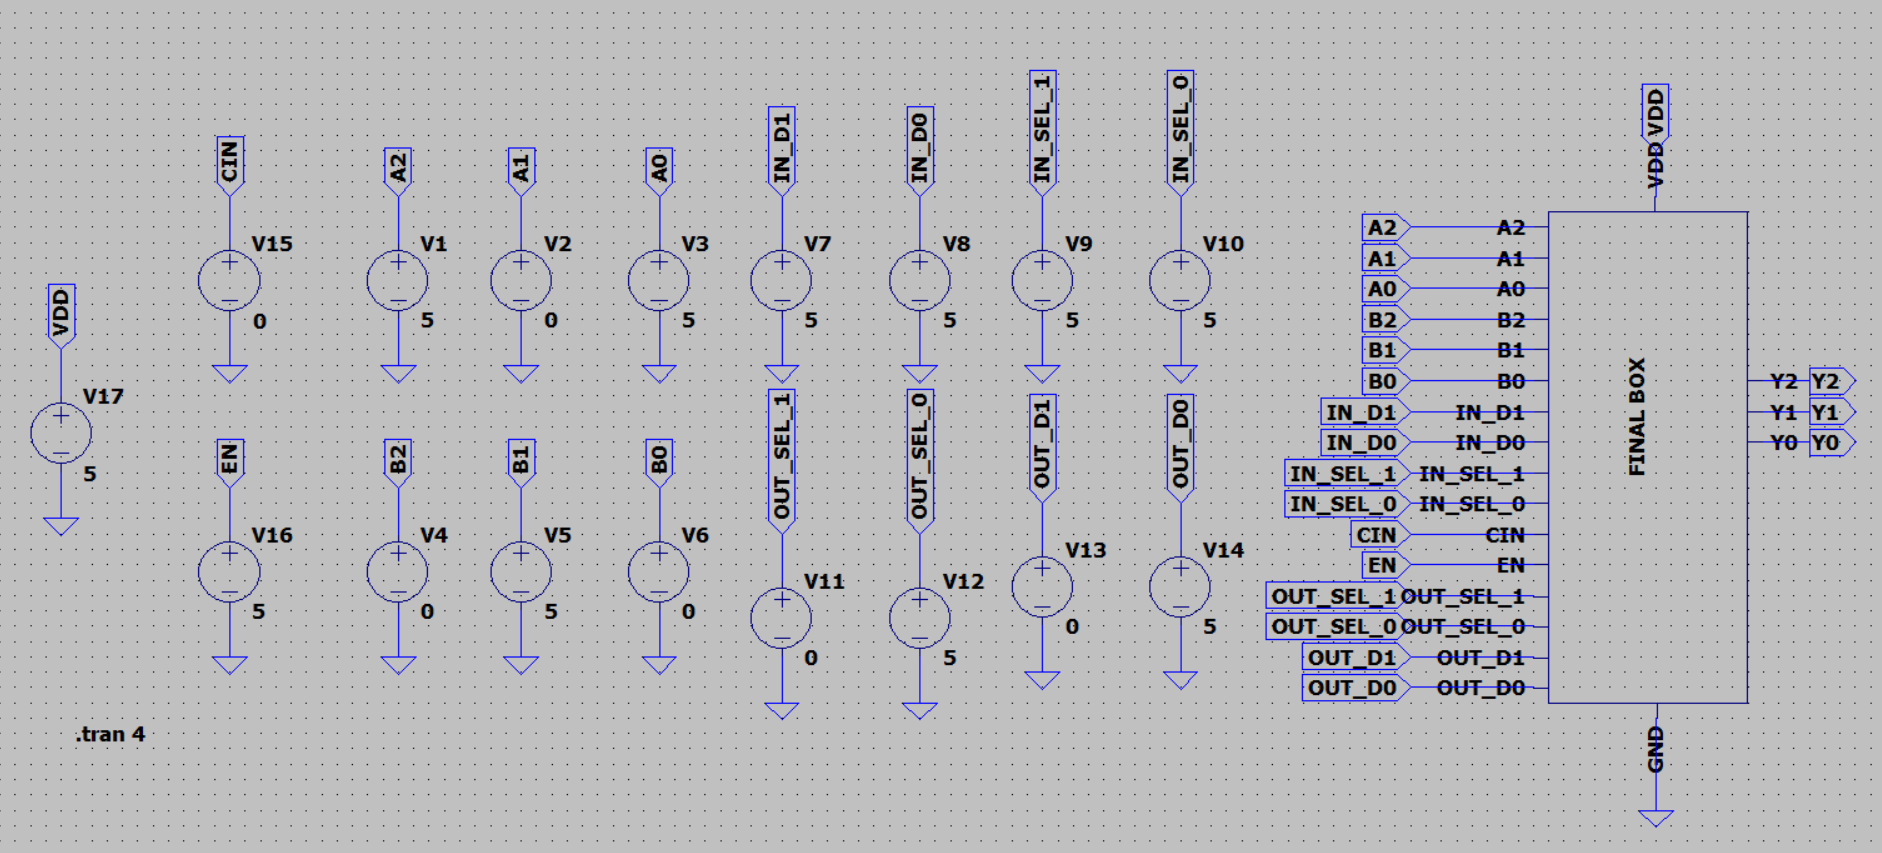 VDD
V17
5
CIN
V15
0
A2
V1
5
A1
V2
0
A0
V3
5
IN_D1
V7
5
IN_D0
V8
5
IN_SEL_1
V9
5
IN_SEL_0
V10
5
EN
V16
5
B2
V4
0
B1
V5
5
B0
V6
0
OUT_SEL_1
V11
0
OUT_SEL_0
V12
5
OUT_D1
V13
0
OUT_D0
V14
5
.tran 4
VDD
VDD
A2 A2
A1 A1
A0 A0
B2 B2
B1 B1
B0 B0
IN_D1 IN_D1
IN_D0 IN_D0
IN_SEL_1 IN_SEL_1
IN_SEL_0 IN_SEL_0
CIN CIN
EN EN
OUT_SEL_1 OUT_SEL_1
OUT_SEL_0 OUT_SEL_0
OUT_D1 OUT_D1
OUT_D0 OUT_D0
FINAL BOX
Y2 Y2
Y1 Y1
Y0 Y0
GND